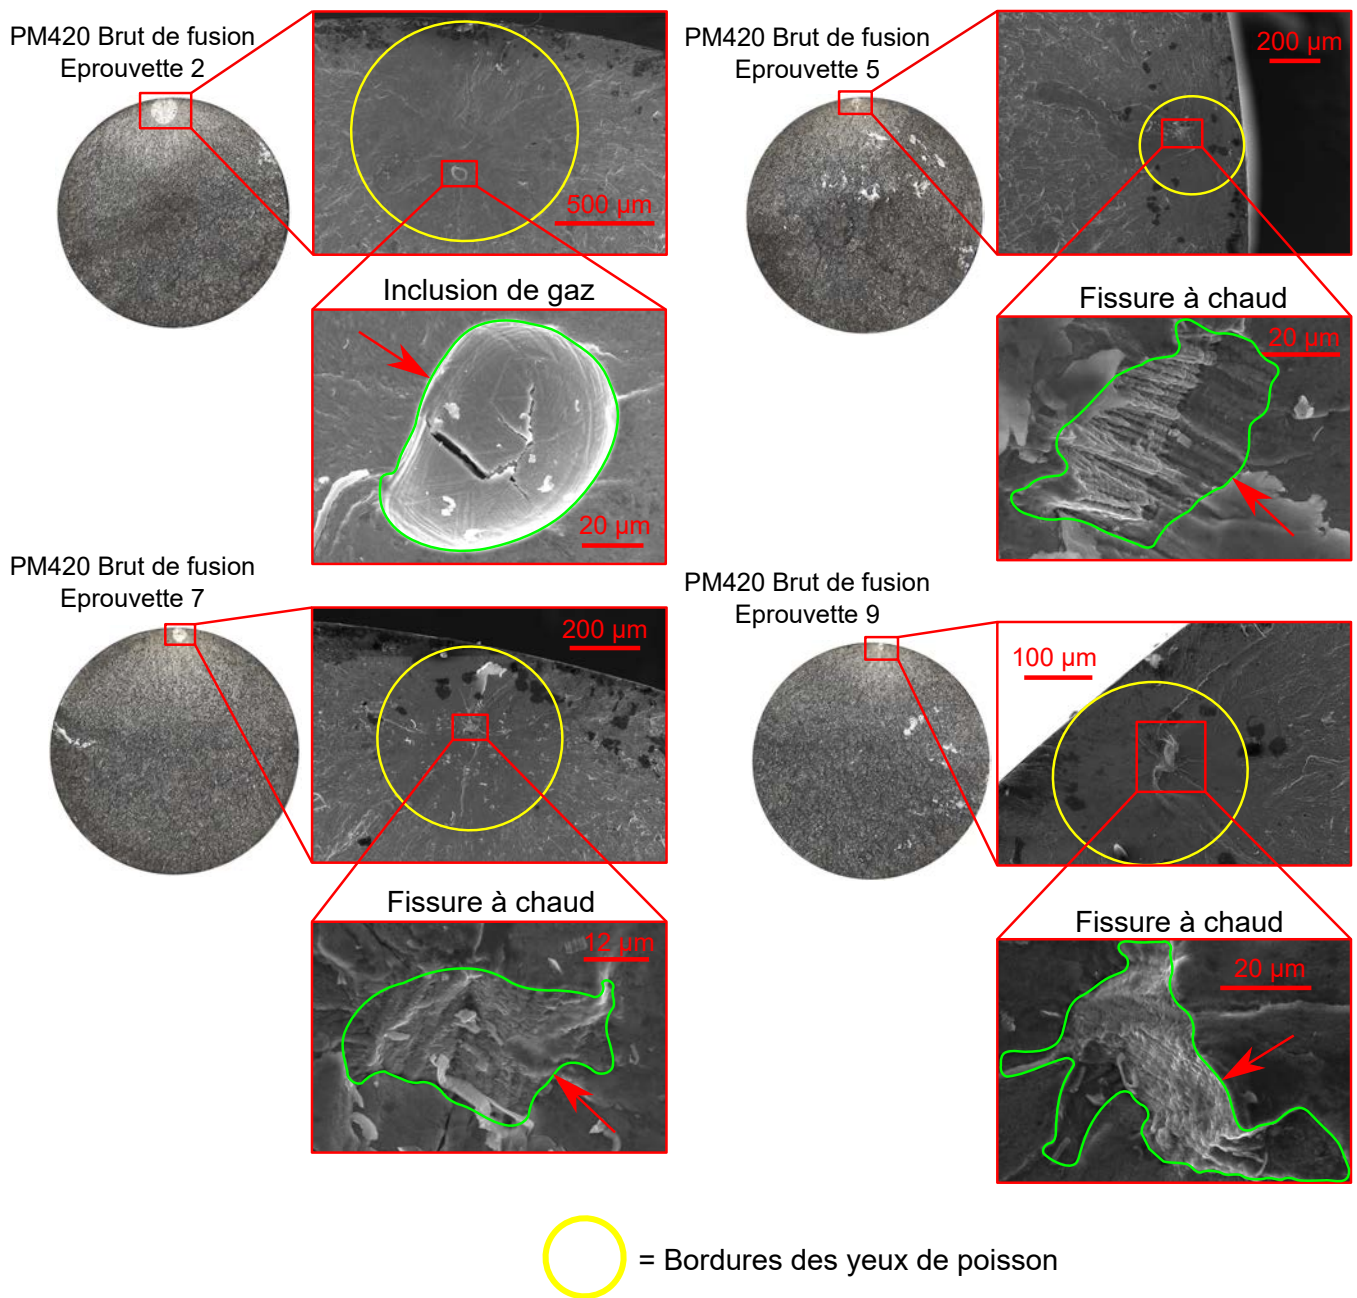 PM420 Brut de fusion
Eprouvette 2
500 µm
Inclusion de gaz
20 µm
PM420 Brut de fusion
Eprouvette 5
200 µm
Fissure à chaud
20 µm
PM420 Brut de fusion
Eprouvette 7
200 µm
Fissure à chaud
12 µm
PM420 Brut de fusion
Eprouvette 9
100 µm
Fissure à chaud
20 µm
= Bordures des yeux de poisson